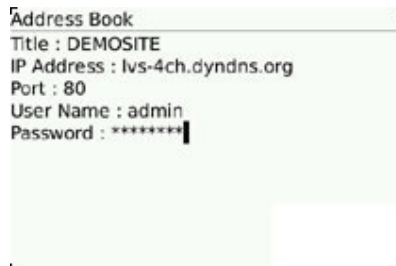 Address Book
Title : DEMOSITE
IP Address : lvs-4ch.dyndns.org
Port : 80
User Name : admin
Password : ********